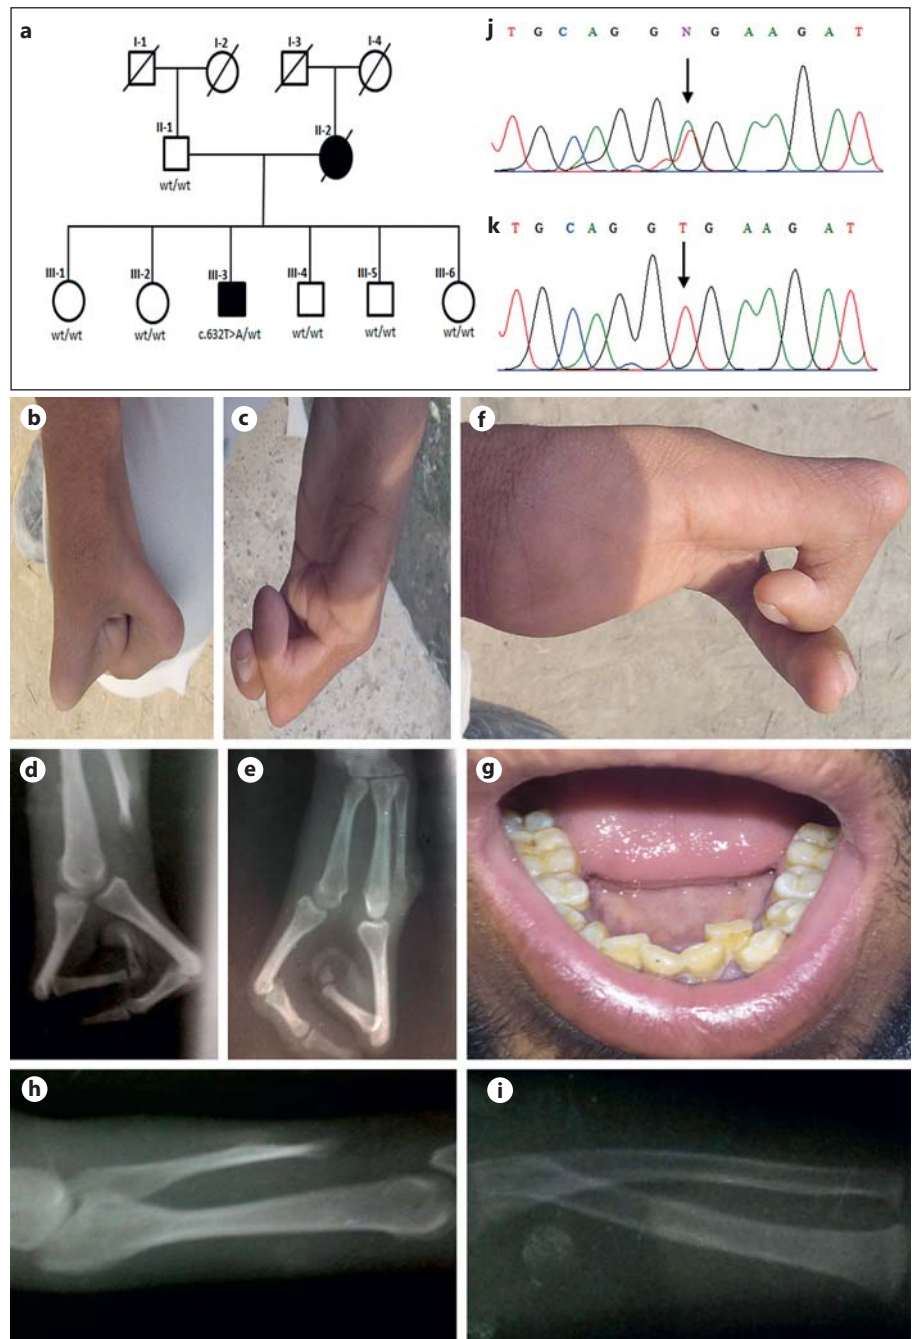 a
I-1 I-2 I-3 I-4
II-1 II-2
wt/wt
III-1 III-2 III-3 III-4 III-5 III-6
wt/wt wt/wt c.632T>A/wt wt/wt wt/wt wt/wt
j T G C A G G N G A A G A T
k T G C A G G T G A A G A T
b c f
d e g
h i